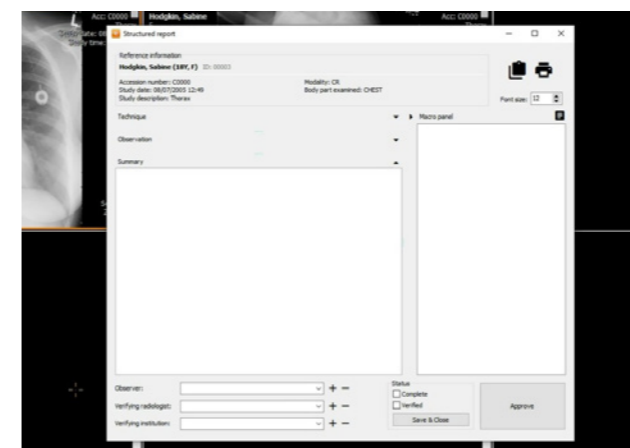 Acc: C0000 Hodgkin, Sabine Acc: C0000
Structured report
Reference information
Hodgkin, Sabine (18Y, F) ID: 00003
Accession number: C0000
Study date: 08/07/2005 12:49
Study description: Thorax
Modality: CR
Body part examined: CHEST
Font size: 12
Technique
Macro panel
Observation
Summary
Observer:
Verifying radiologist:
Verifying institution:
Status
Complete
Verified
Save & Close
Approve